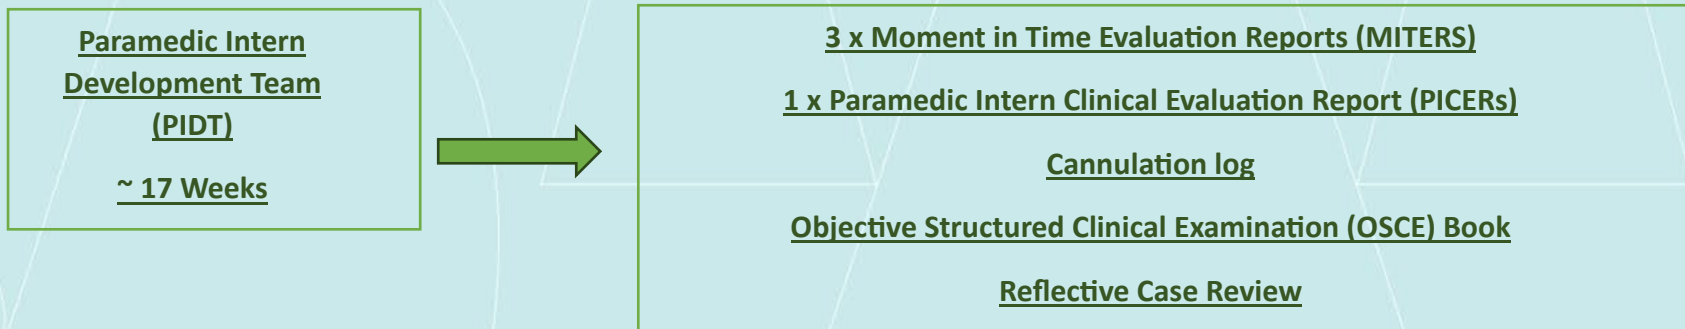 Paramedic Intern
Development Team
(PIDT)
~ 17 Weeks
3 x Moment in Time Evaluation Reports (MITERS)
1 x Paramedic Intern Clinical Evaluation Report (PICERs)
Cannulation log
Objective Structured Clinical Examination (OSCE) Book
Reflective Case Review